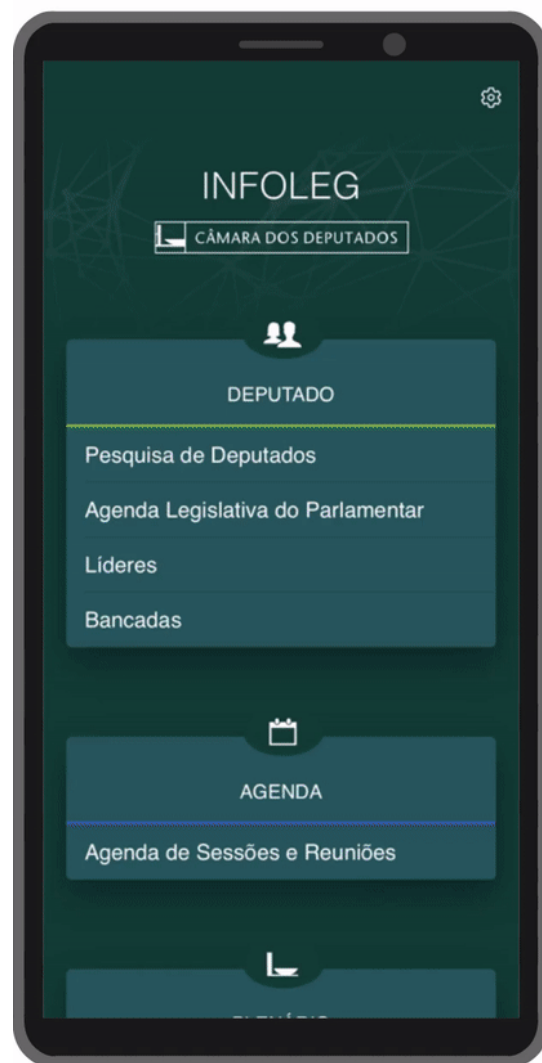 INFOLEG
CÂMARA DOS DEPUTADOS
DEPUTADO
Pesquisa de Deputados
Agenda Legislativa do Parlamentar
Líderes
Bancadas
AGENDA
Agenda de Sessões e Reuniões